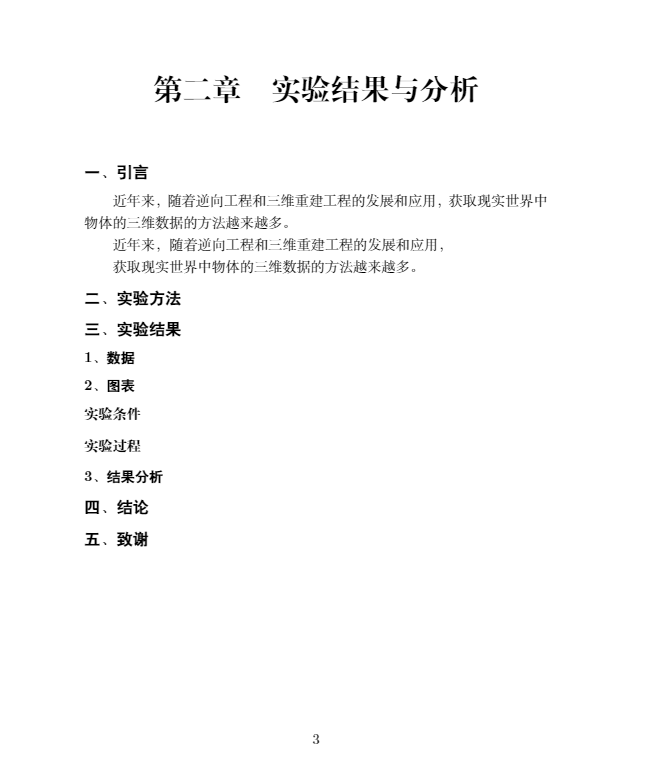 第二章　实验结果与分析
一、引言
近年来，随着逆向工程和三维重建工程的发展和应用，获取现实世界中
物体的三维数据的方法越来越多。
近年来，随着逆向工程和三维重建工程的发展和应用，
获取现实世界中物体的三维数据的方法越来越多。
二、实验方法
三、实验结果
1、数据
2、图表
实验条件
实验过程
3、结果分析
四、结论
五、致谢
3